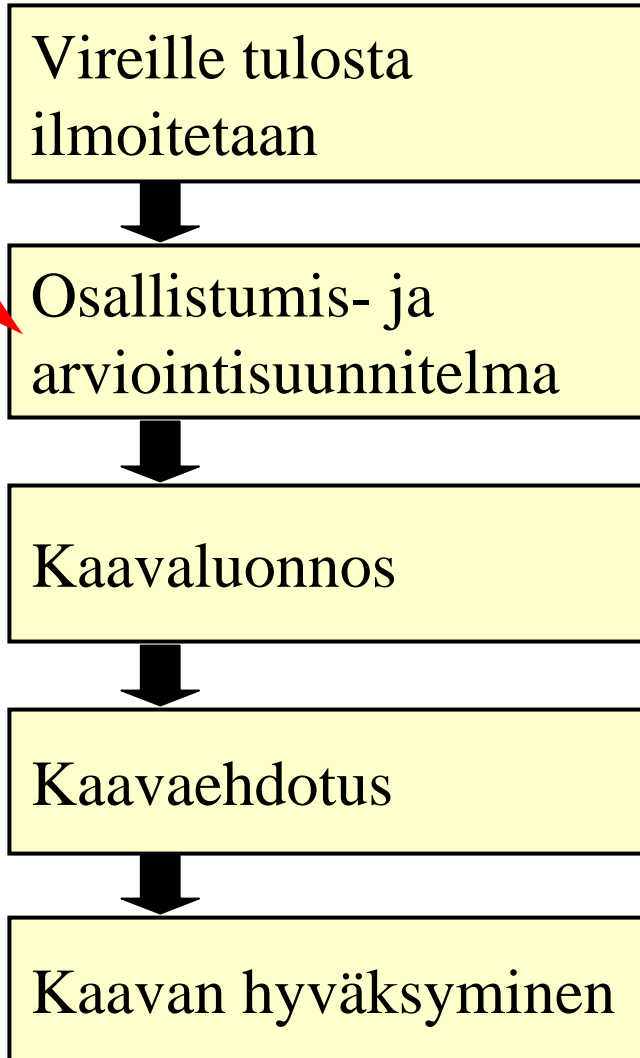 Vireille tulosta
ilmoitetaan
Osallistumis- ja
arviointisuunnitelma
Kaavaluonnos
Kaavaehdotus
Kaavan hyväksyminen